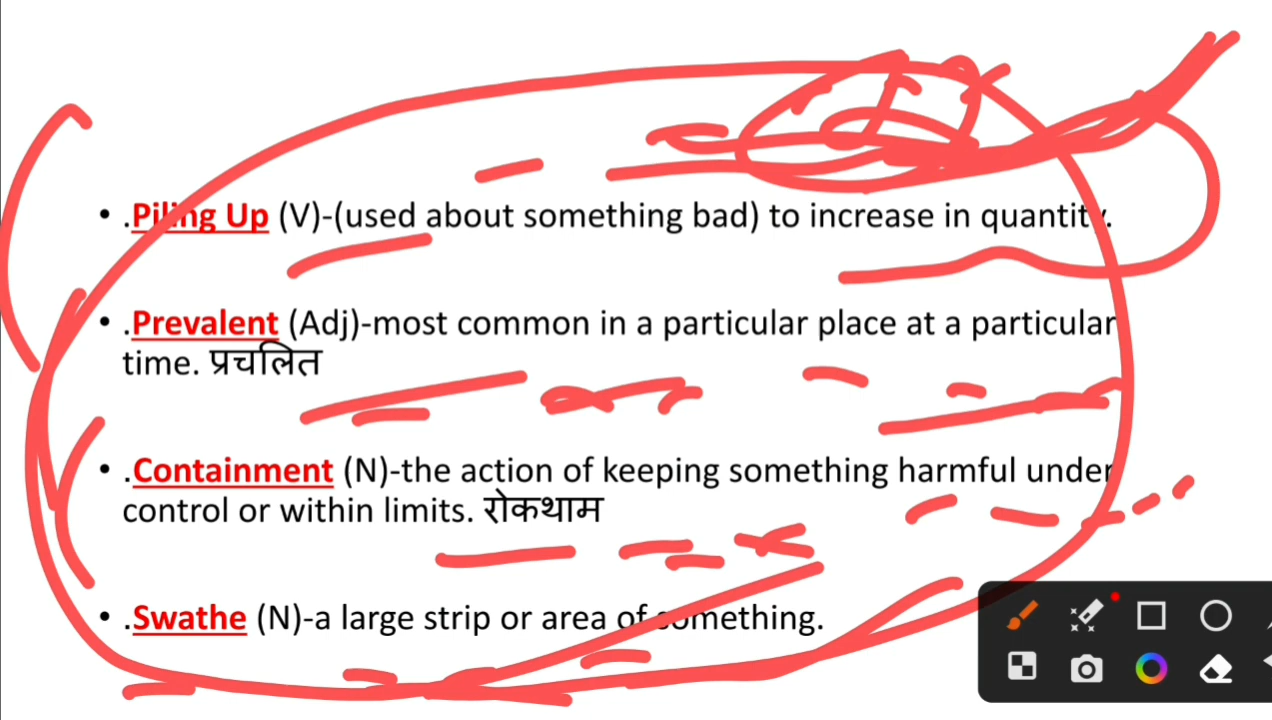 • .Piling Up (V)-(used about something bad) to increase in quantity.
• .Prevalent (Adj)-most common in a particular place at a particular
time. प्रचलित
• .Containment (N)-the action of keeping something harmful under
control or within limits. रोकथाम
• .Swathe (N)-a large strip or area of something.